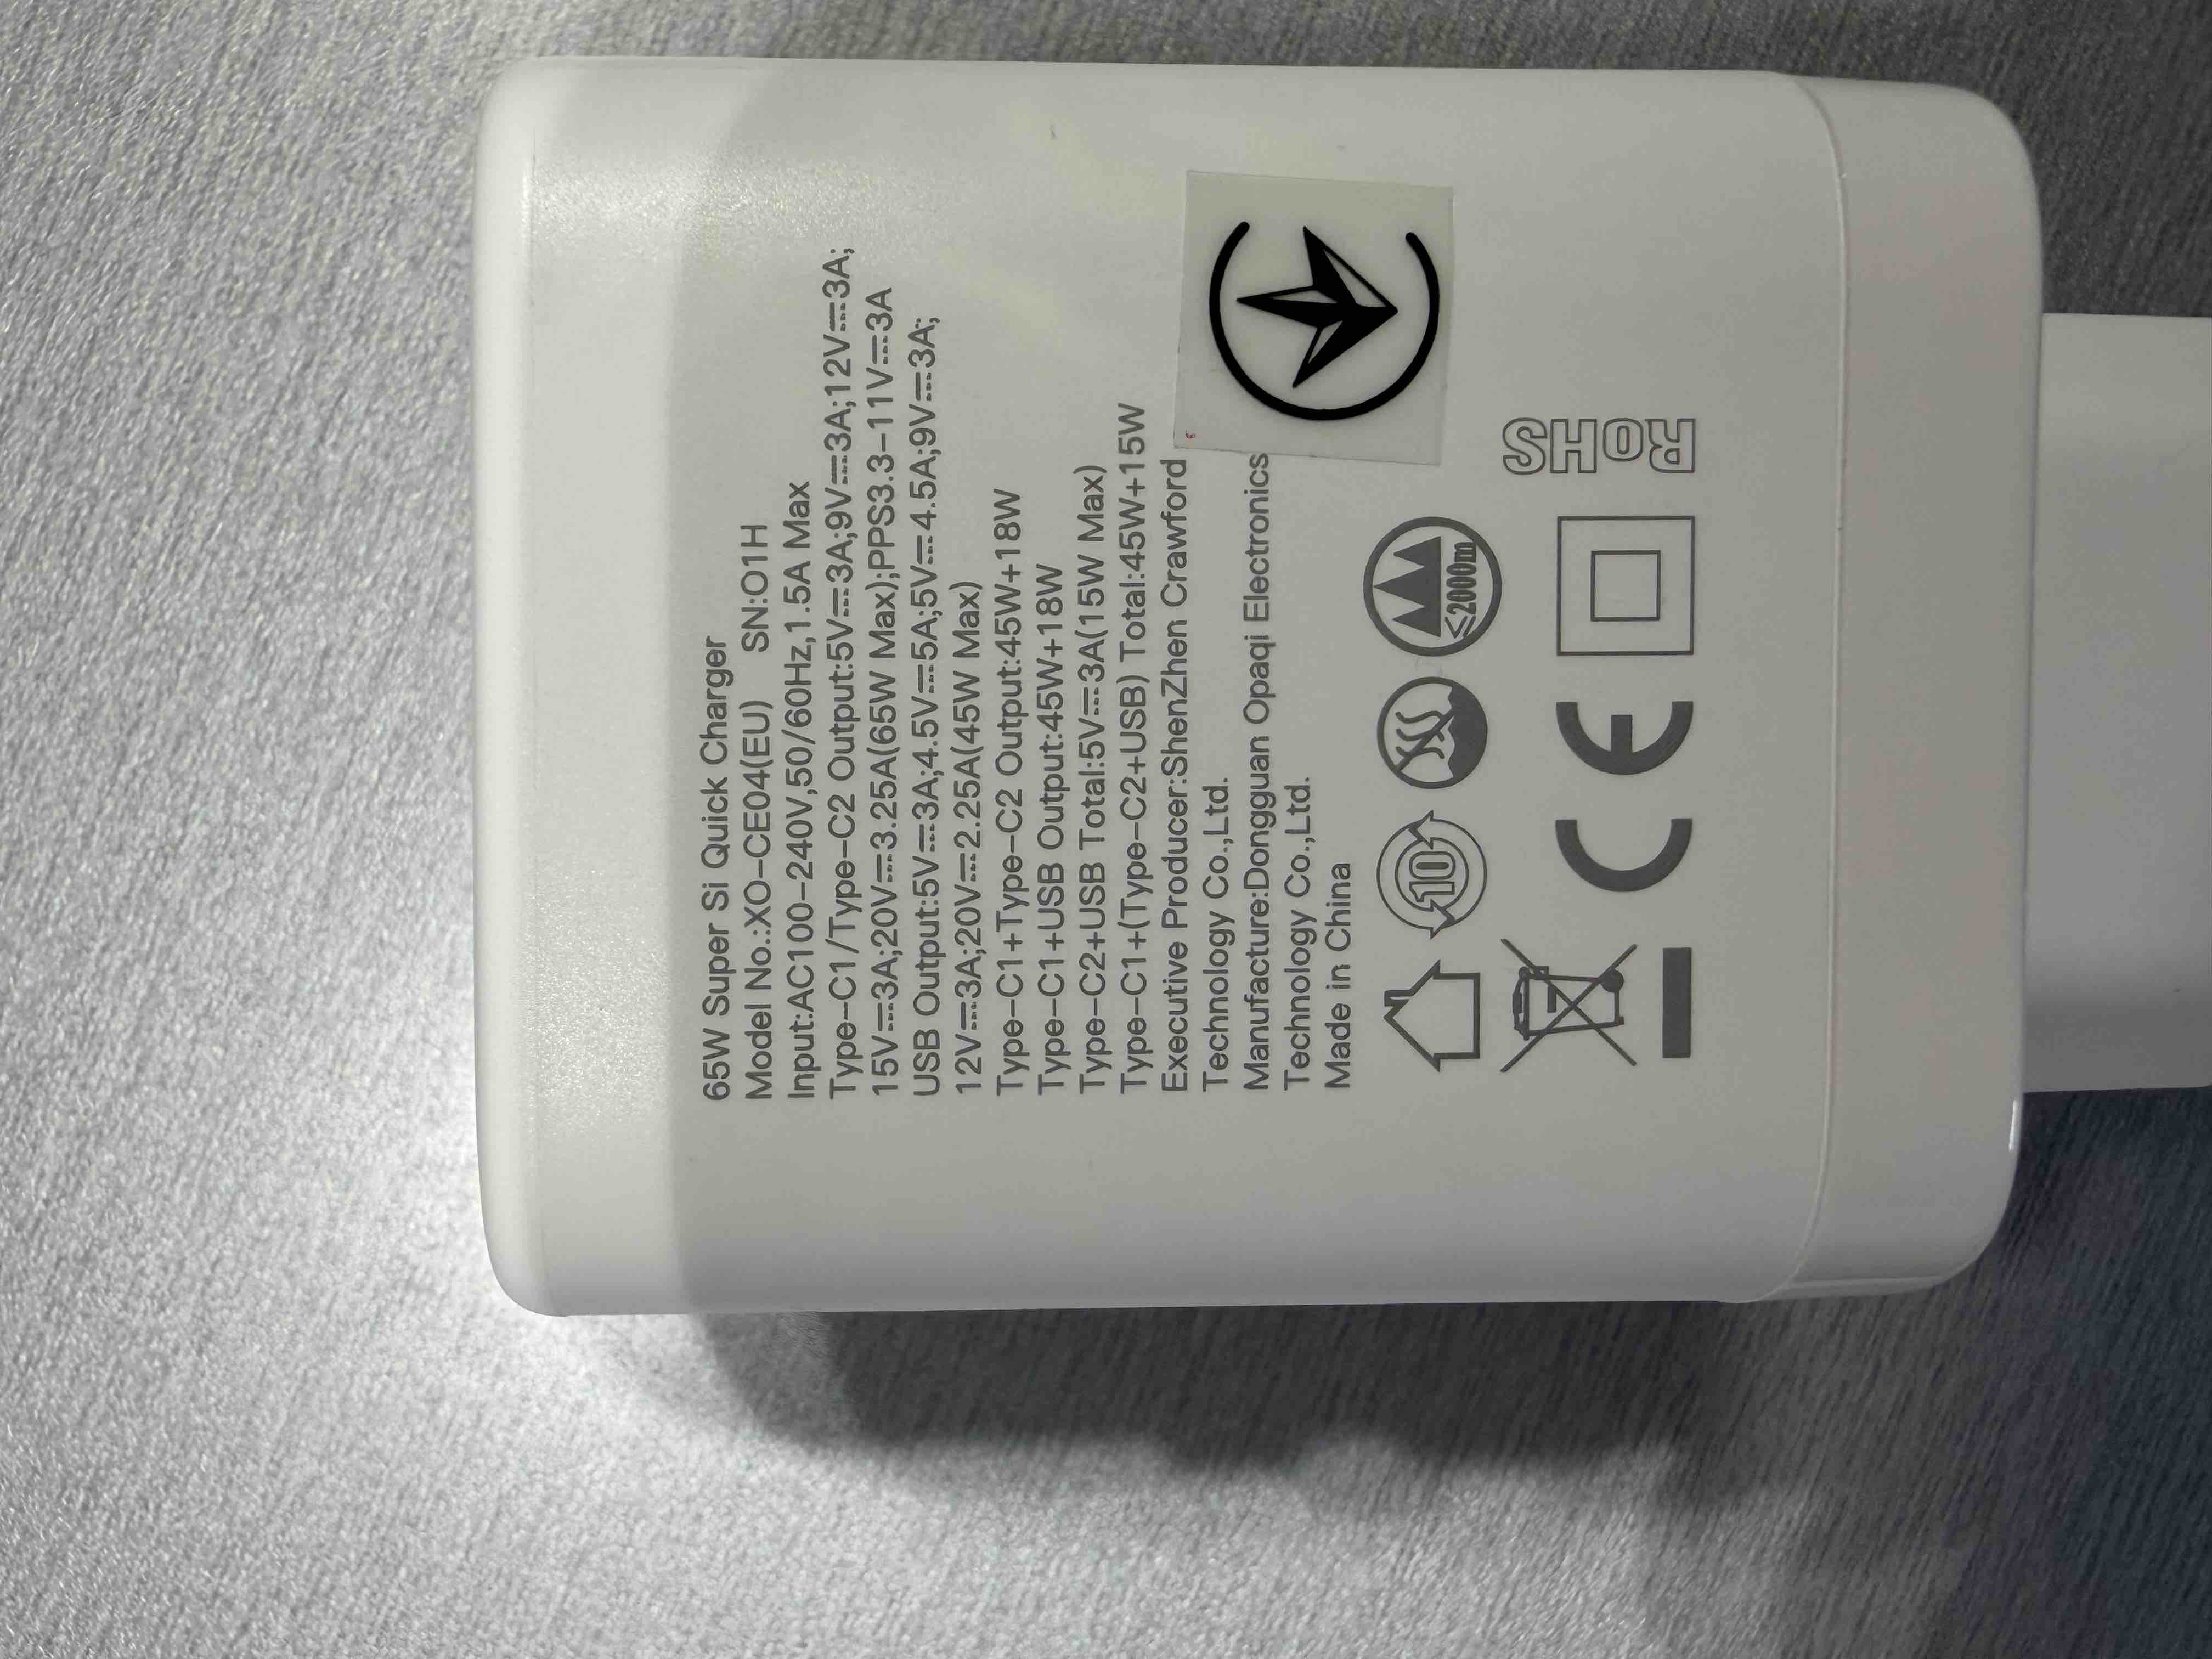 65W Super Si Quick Charger
Model No.:XO-CE04(EU) SN:O1H
Input:AC100-240V,50/60Hz,1.5A Max
Type-C1/Type-C2 Output:5V⎓3A;9V⎓3A;12V⎓3A;
15V⎓3A;20V⎓3.25A(65W Max);PPS3.3-11V⎓3A
USB Output:5V⎓3A;4.5V⎓5A;5V⎓4.5A;9V⎓3A;
12V⎓3A;20V⎓2.25A(45W Max)
Type-C1+Type-C2 Output:45W+18W
Type-C1+USB Output:45W+18W
Type-C2+USB Total:5V⎓3A(15W Max)
Type-C1+(Type-C2+USB) Total:45W+15W
Executive Producer:ShenZhen Crawford
Technology Co.,Ltd.
Manufacture:Dongguan Opaqi Electronics
Technology Co.,Ltd.
Made in China
10
≤2000m
CE
RoHS